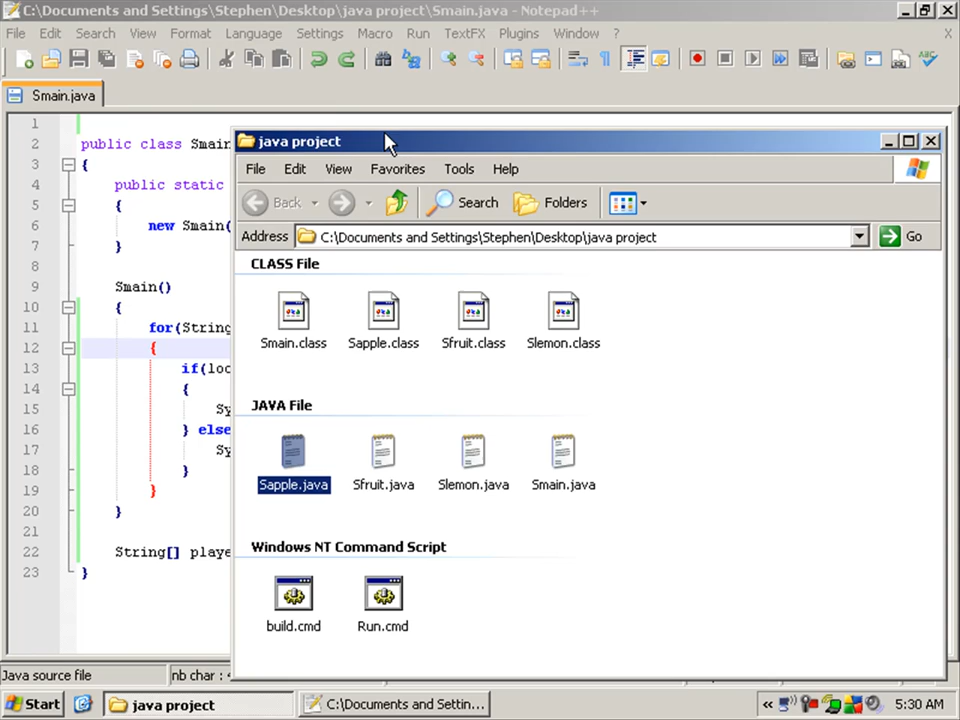 C:\Documents and Settings\Stephen\Desktop\java project\Smain.java - Notepad++
File Edit Search View Format Language Settings Macro Run TextFX Plugins Window ? X
Smain.java
1
2 public class Smain
3 {
4 public static
5 {
6 new Smain(
7 }
8
9 Smain()
10 {
11 for(String
12 {
13 if(loc
14 {
15 Sy
16 } else
17 Sy
18 }
19 }
20 }
21
22 String[] playe
23 }
java project
File Edit View Favorites Tools Help
Back Search Folders
Address C:\Documents and Settings\Stephen\Desktop\java project Go
CLASS File
Smain.class Sapple.class Sfruit.class Slemon.class
JAVA File
Sapple.java Sfruit.java Slemon.java Smain.java
Windows NT Command Script
build.cmd Run.cmd
Java source file nb char :
Start java project C:\Documents and Settin... « 5:30 AM